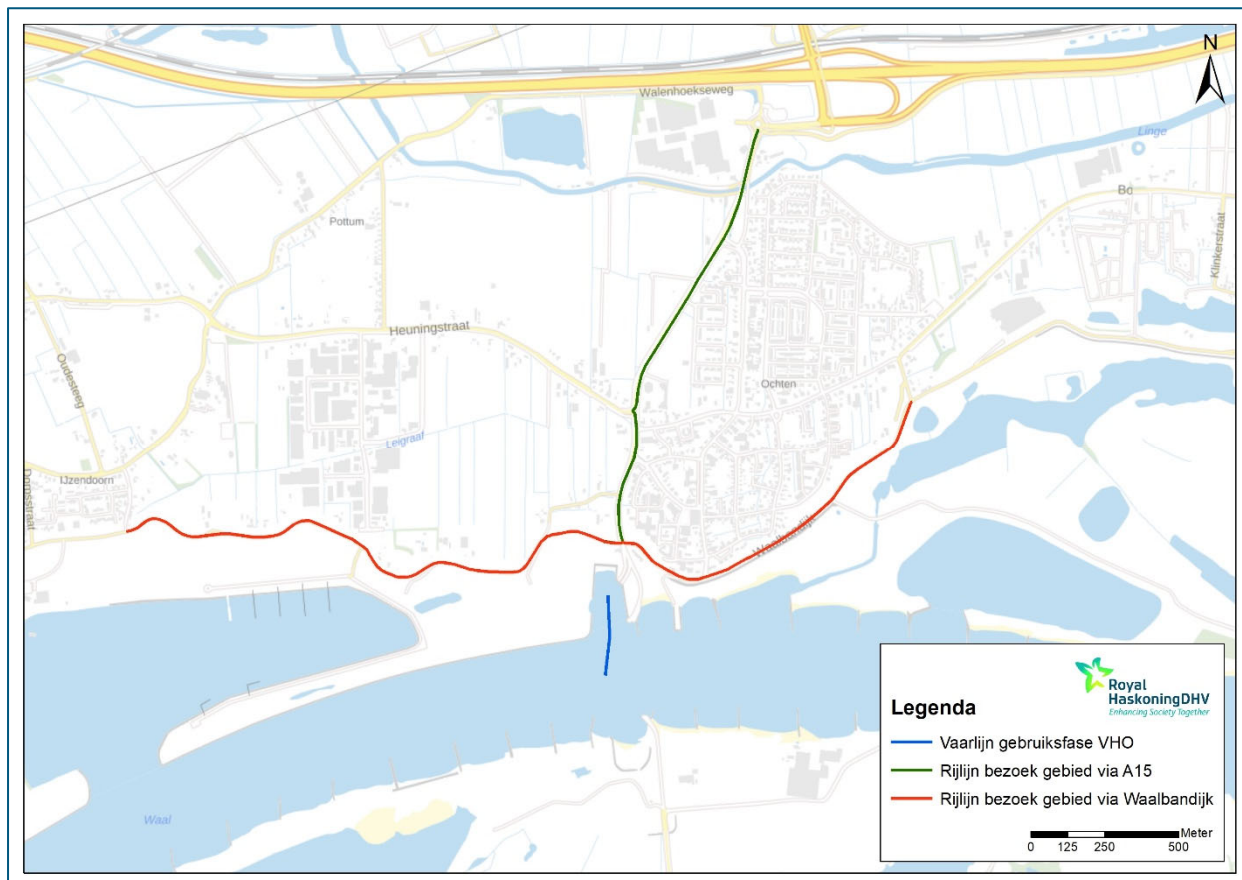 N
Walenhoekseweg
Linge
Bo
Pottum
Klinkerstraat
Heuningstraat
Oudesteeg
Ochten
Leigraaf
IJzendoorn
Dorpsstraat
Waalbandijk
Waal
Royal
HaskoningDHV
Enhancing Society Together
Legenda
Vaarlijn gebruiksfase VHO
Rijlijn bezoek gebied via A15
Rijlijn bezoek gebied via Waalbandijk
Meter
0 125 250 500